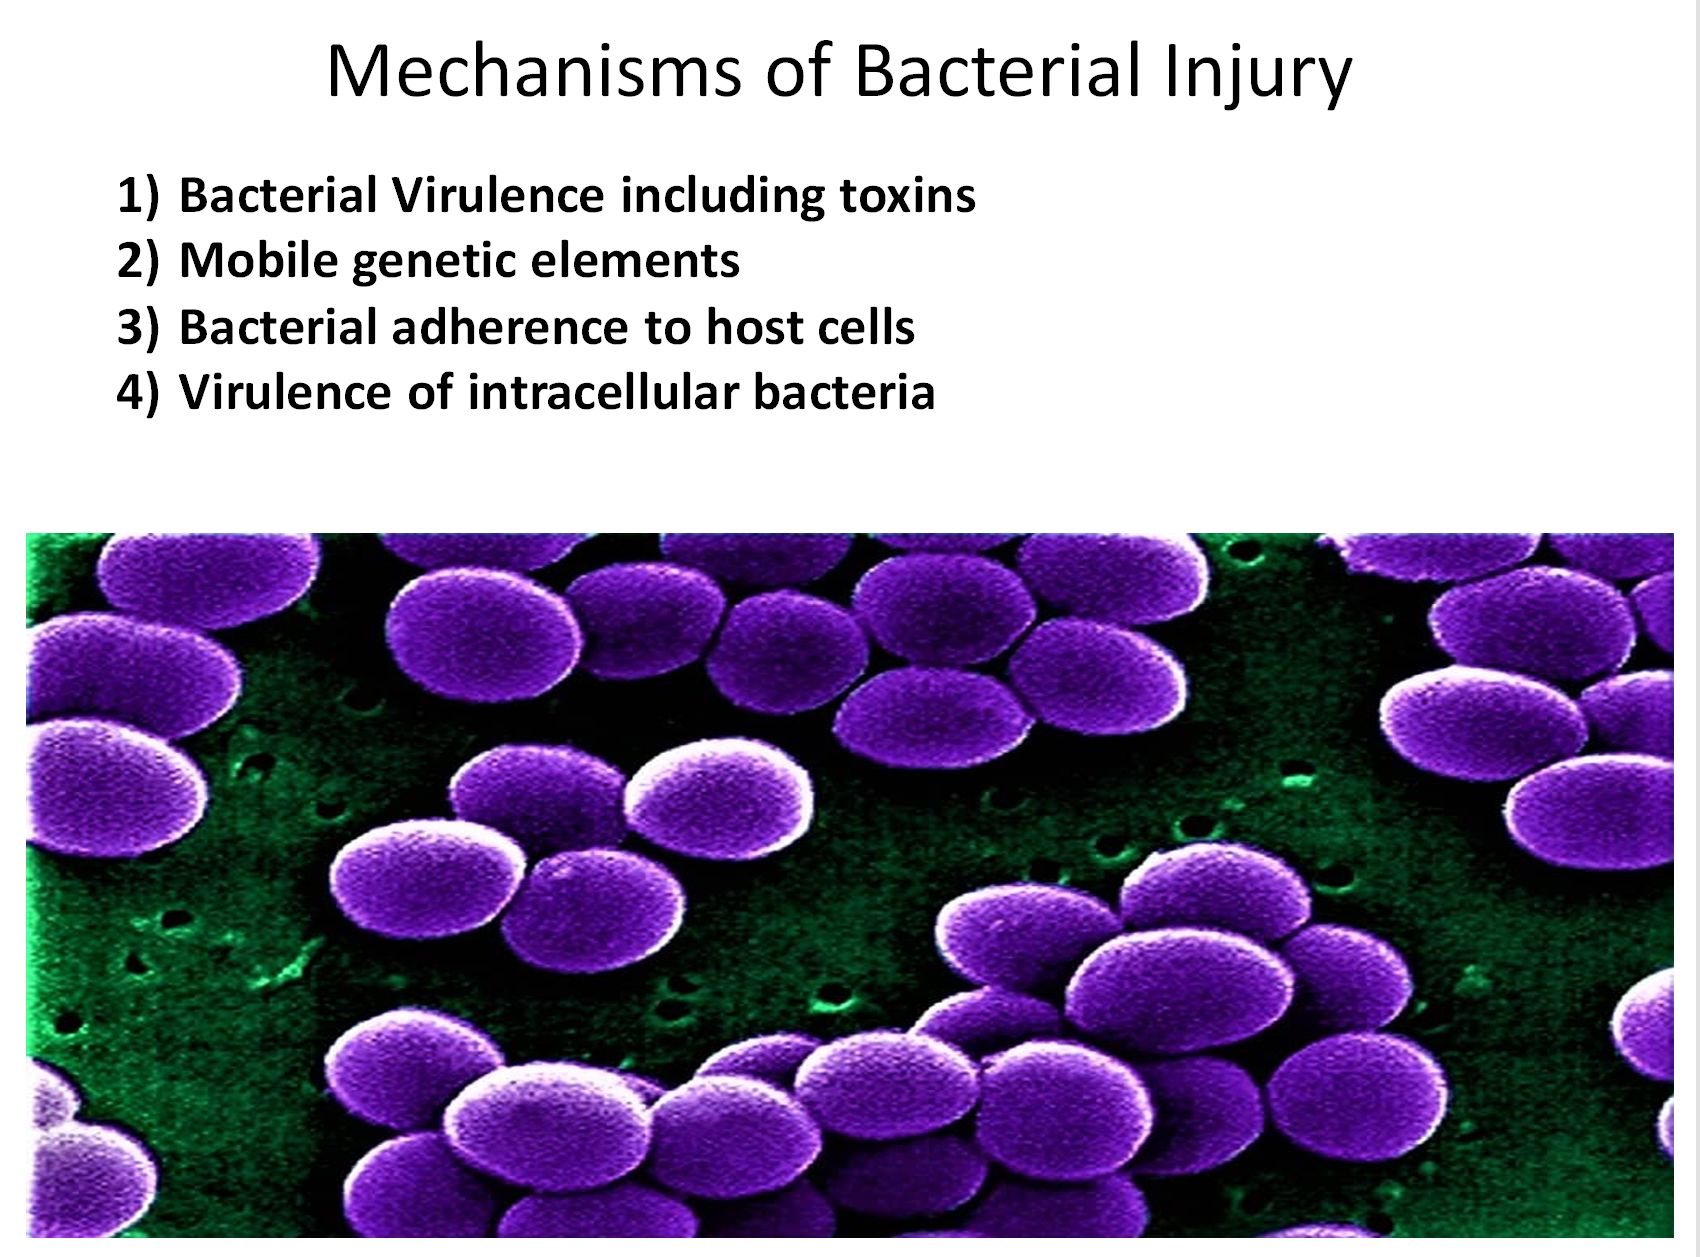 Mechanisms of Bacterial Injury
1) Bacterial Virulence including toxins
2) Mobile genetic elements
3) Bacterial adherence to host cells
4) Virulence of intracellular bacteria